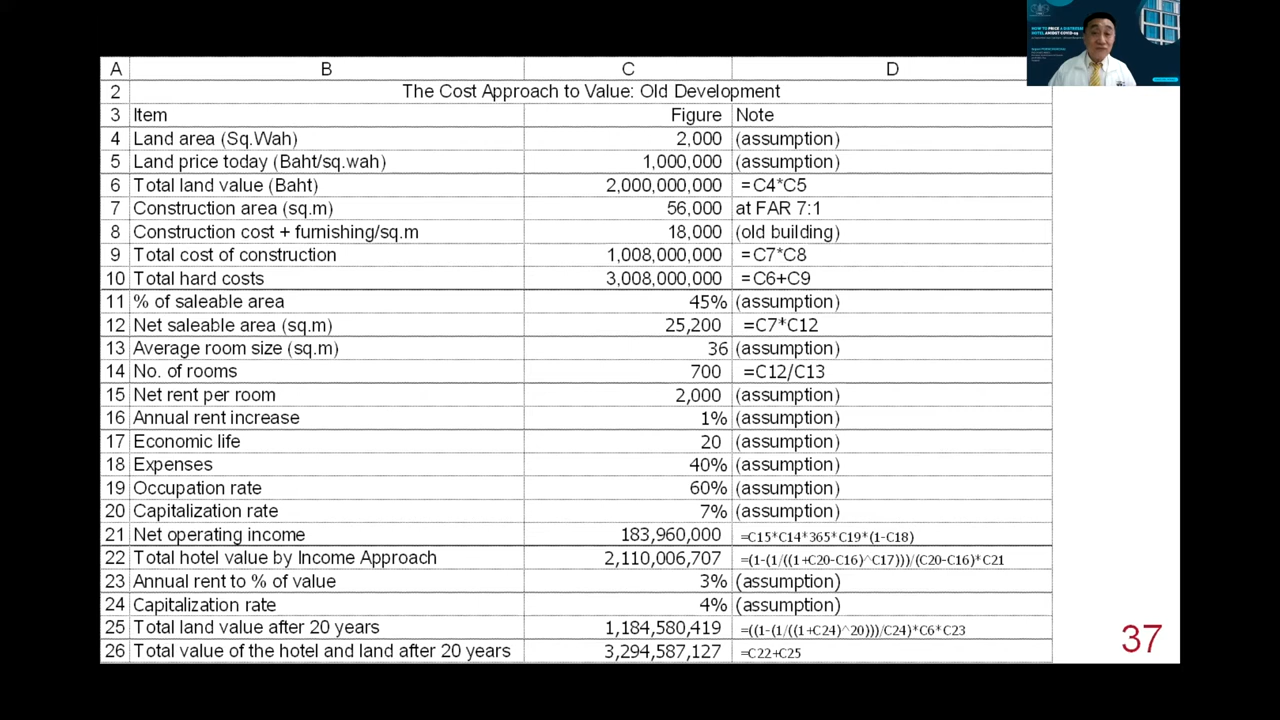 HOW TO PRICE A DISTRESSED
HOTEL AMIDST COVID-19
A B C D
2 The Cost Approach to Value: Old Development
3 Item Figure Note
4 Land area (Sq.Wah) 2,000 (assumption)
5 Land price today (Baht/sq.wah) 1,000,000 (assumption)
6 Total land value (Baht) 2,000,000,000 =C4*C5
7 Construction area (sq.m) 56,000 at FAR 7:1
8 Construction cost + furnishing/sq.m 18,000 (old building)
9 Total cost of construction 1,008,000,000 =C7*C8
10 Total hard costs 3,008,000,000 =C6+C9
11 % of saleable area 45% (assumption)
12 Net saleable area (sq.m) 25,200 =C7*C12
13 Average room size (sq.m) 36 (assumption)
14 No. of rooms 700 =C12/C13
15 Net rent per room 2,000 (assumption)
16 Annual rent increase 1% (assumption)
17 Economic life 20 (assumption)
18 Expenses 40% (assumption)
19 Occupation rate 60% (assumption)
20 Capitalization rate 7% (assumption)
21 Net operating income 183,960,000 =C15*C14*365*C19*(1-C18)
22 Total hotel value by Income Approach 2,110,006,707 =(1-(1/((1+C20-C16)^C17)))/(C20-C16)*C21
23 Annual rent to % of value 3% (assumption)
24 Capitalization rate 4% (assumption)
25 Total land value after 20 years 1,184,580,419 =((1-(1/((1+C24)^20)))/C24)*C6*C23
26 Total value of the hotel and land after 20 years 3,294,587,127 =C22+C25
37